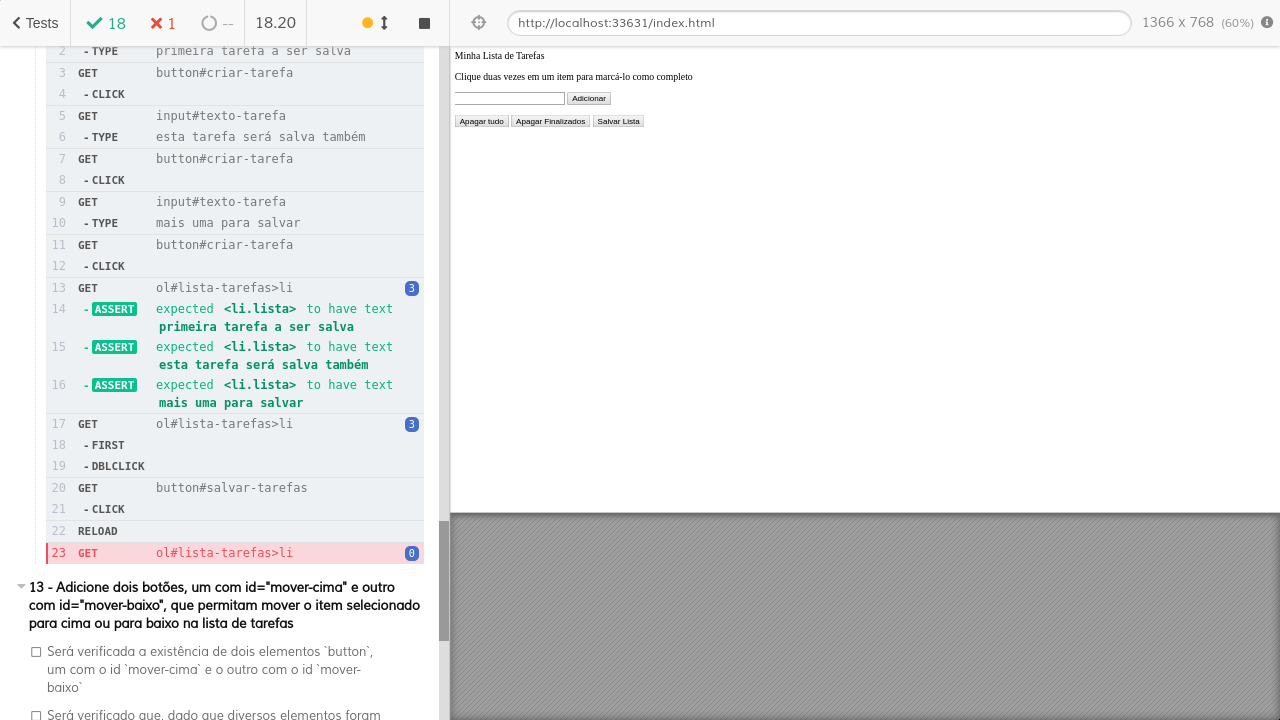 Tests
18
1
--
18.20
http://localhost:33631/index.html
1366 x 768 (60%)
2 - TYPE primeira tarefa a ser salva
3 GET button#criar-tarefa
4 - CLICK
5 GET input#texto-tarefa
6 - TYPE esta tarefa será salva também
7 GET button#criar-tarefa
8 - CLICK
9 GET input#texto-tarefa
10 - TYPE mais uma para salvar
11 GET button#criar-tarefa
12 - CLICK
13 GET ol#lista-tarefas>li 3
14 - ASSERT expected <li.lista> to have text
primeira tarefa a ser salva
15 - ASSERT expected <li.lista> to have text
esta tarefa será salva também
16 - ASSERT expected <li.lista> to have text
mais uma para salvar
17 GET ol#lista-tarefas>li 3
18 - FIRST
19 - DBLCLICK
20 GET button#salvar-tarefas
21 - CLICK
22 RELOAD
23 GET ol#lista-tarefas>li 0
13 - Adicione dois botões, um com id="mover-cima" e outro
com id="mover-baixo", que permitam mover o item selecionado
para cima ou para baixo na lista de tarefas
Será verificada a existência de dois elementos `button`,
um com o id `mover-cima` e o outro com o id `mover-
baixo`
Será verificado que, dado que diversos elementos foram
Minha Lista de Tarefas
Clique duas vezes em um item para marcá-lo como completo
Adicionar
Apagar tudo Apagar Finalizados Salvar Lista